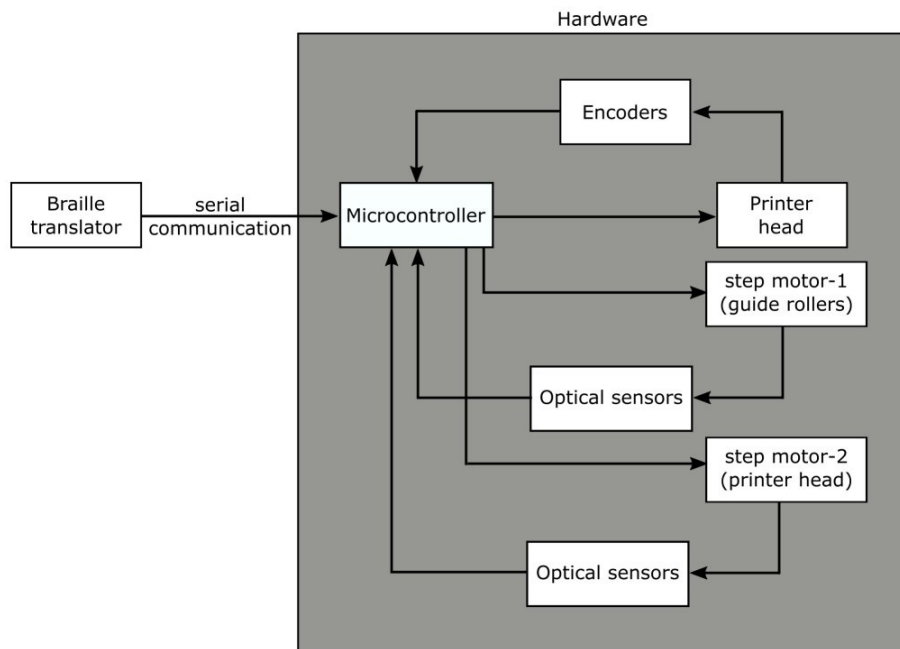 Hardware
Encoders
Braille
translator
serial
communication
Microcontroller
Printer
head
step motor-1
(guide rollers)
Optical sensors
step motor-2
(printer head)
Optical sensors